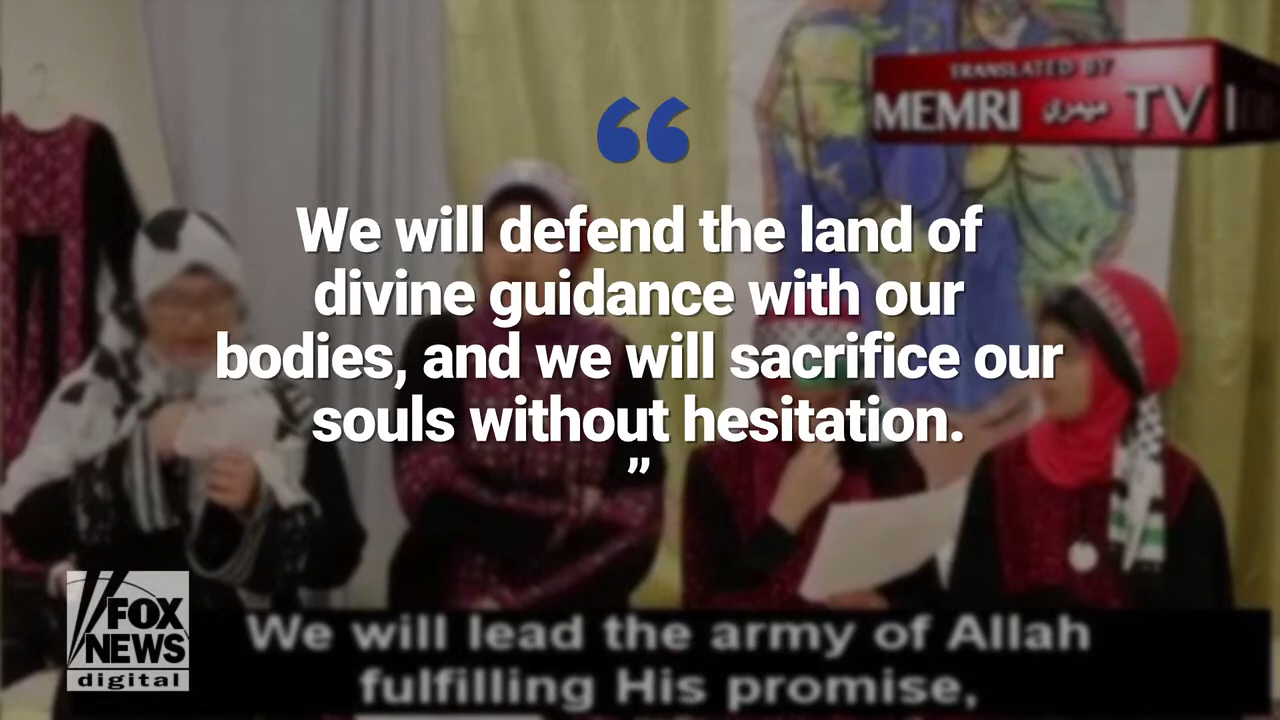 TRANSLATED BY
MEMRI ميمري TV
“
We will defend the land of
divine guidance with our
bodies, and we will sacrifice our
souls without hesitation.
”
FOX
NEWS
digital
We will lead the army of Allah
fulfilling His promise,